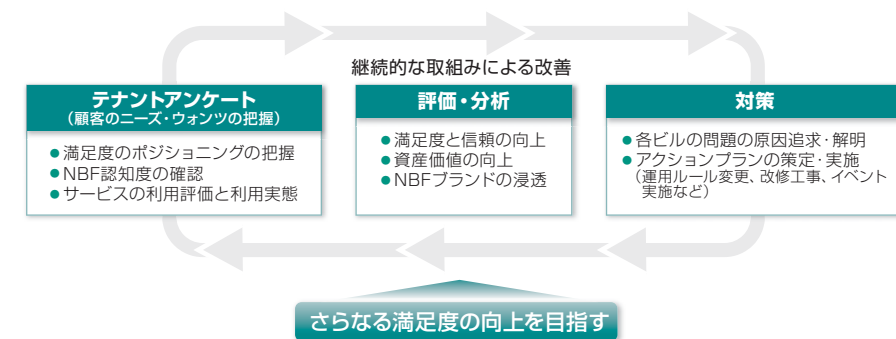 継続的な取組みによる改善
テナントアンケート
（顧客のニーズ・ウォンツの把握）
●満足度のポジショニングの把握
●NBF認知度の確認
●サービスの利用評価と利用実態
評価・分析
●満足度と信頼の向上
●資産価値の向上
●NBFブランドの浸透
対策
●各ビルの問題の原因追求・解明
●アクションプランの策定・実施
（運用ルール変更、改修工事、イベント
実施など）
さらなる満足度の向上を目指す